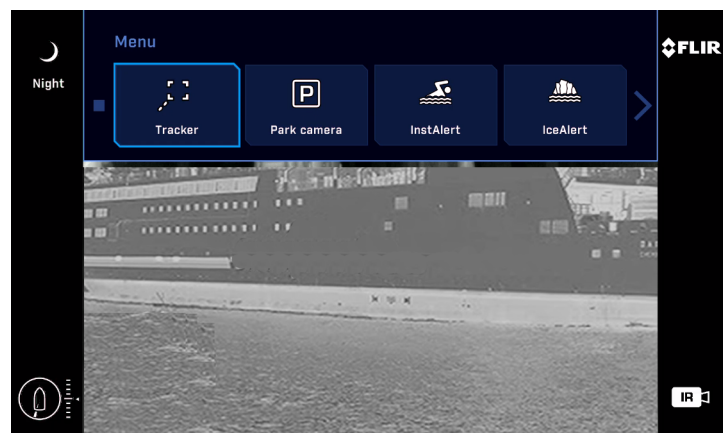 Menu
FLIR
Night
Tracker
P
Park camera
InstAlert
IceAlert
IR